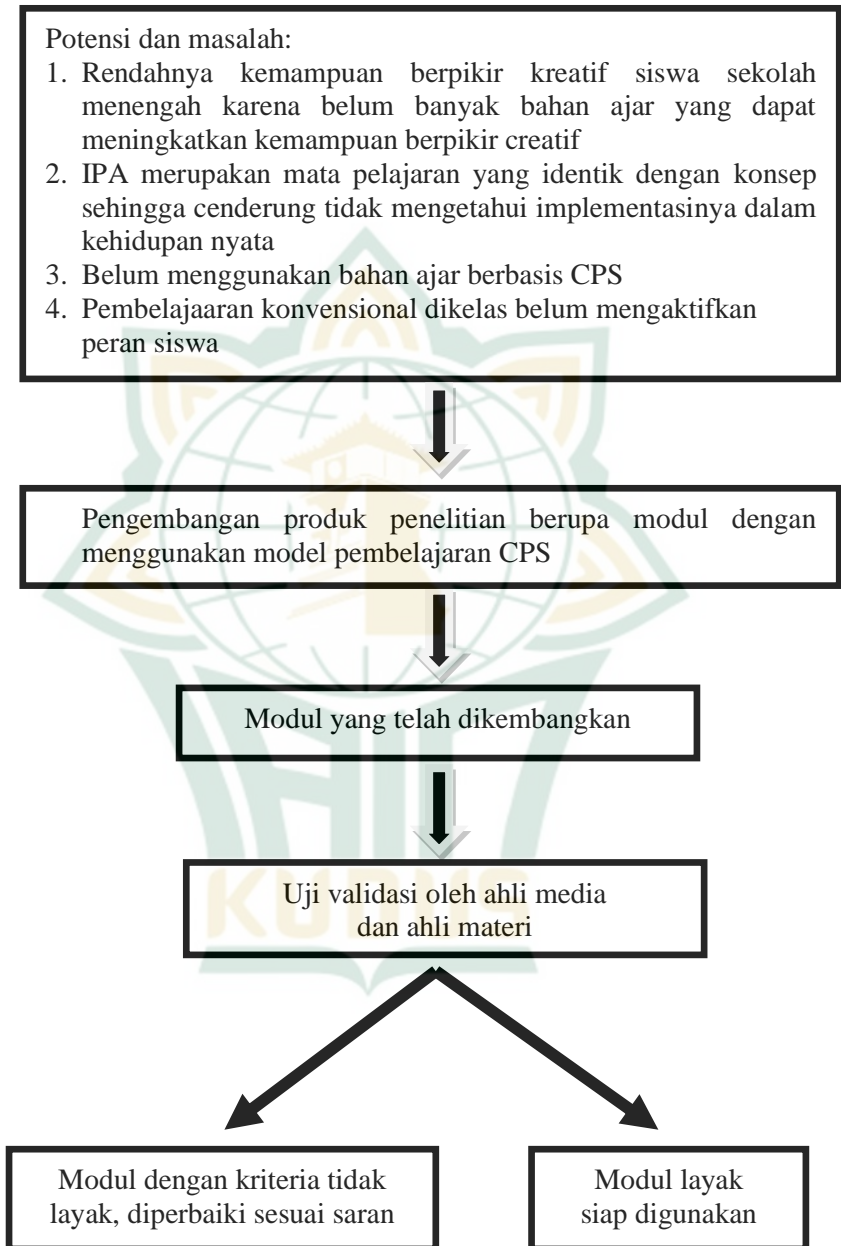 Potensi dan masalah:
1. Rendahnya kemampuan berpikir kreatif siswa sekolah
menengah karena belum banyak bahan ajar yang dapat
meningkatkan kemampuan berpikir creatif
2. IPA merupakan mata pelajaran yang identik dengan konsep
sehingga cenderung tidak mengetahui implementasinya dalam
kehidupan nyata
3. Belum menggunakan bahan ajar berbasis CPS
4. Pembelajaaran konvensional dikelas belum mengaktifkan
peran siswa
Pengembangan produk penelitian berupa modul dengan
menggunakan model pembelajaran CPS
Modul yang telah dikembangkan
Uji validasi oleh ahli media
dan ahli materi
KUDUS
Modul dengan kriteria tidak
layak, diperbaiki sesuai saran
Modul layak
siap digunakan